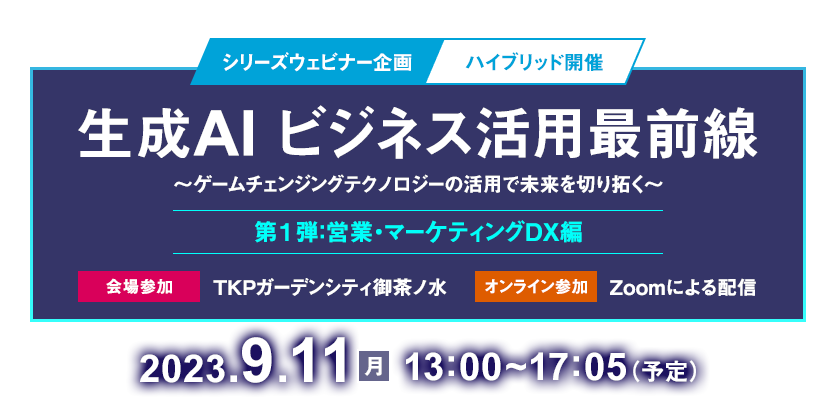 シリーズウェビナー企画 ハイブリッド開催
生成AI ビジネス活用最前線
～ゲームチェンジングテクノロジーの活用で未来を切り拓く～
第1弾：営業・マーケティングDX編
会場参加 TKPガーデンシティ御茶ノ水 オンライン参加 Zoomによる配信
2023.9.11 月 13：00~17：05（予定）